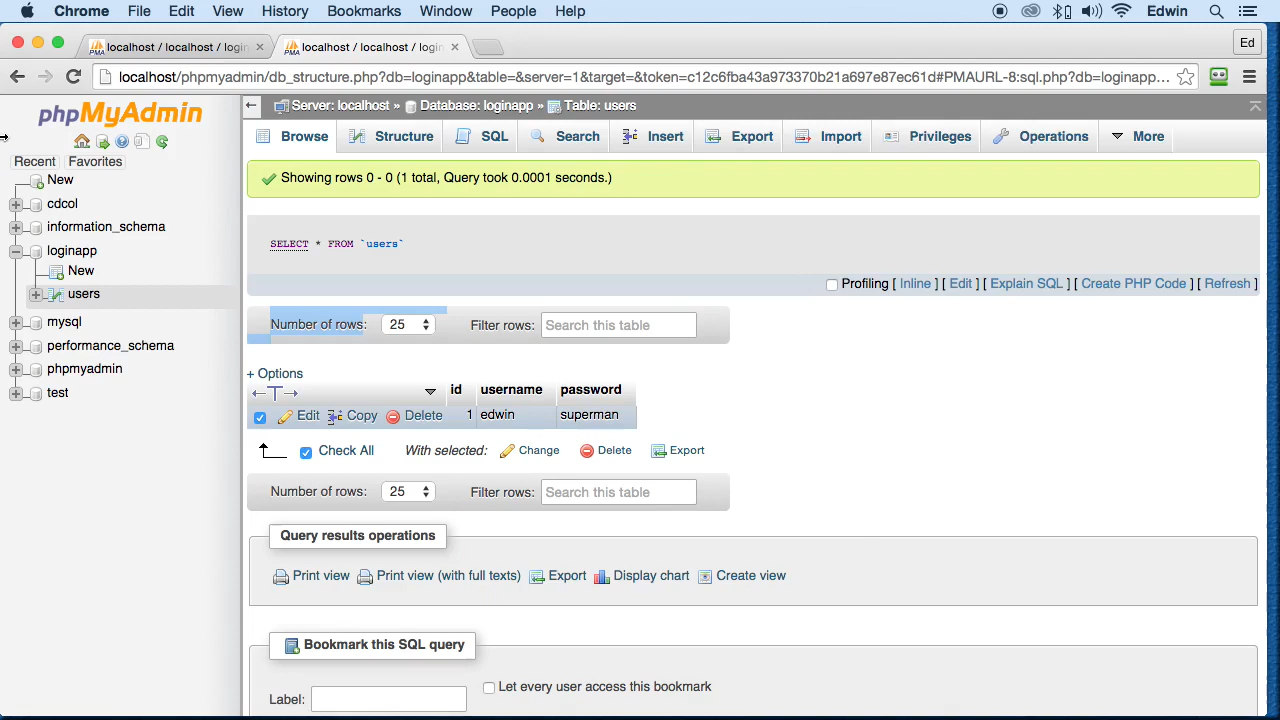 Chrome File Edit View History Bookmarks Window People Help Edwin
PMA localhost / localhost / login × PMA localhost / localhost / login × Ed
localhost/phpmyadmin/db_structure.php?db=loginapp&table=&server=1&target=&token=c12c6fba43a973370b21a697e87ec61d#PMAURL-8:sql.php?db=loginapp...
phpMyAdmin
Recent Favorites
New
cdcol
information_schema
loginapp
New
users
mysql
performance_schema
phpmyadmin
test
Server: localhost » Database: loginapp » Table: users
Browse Structure SQL Search Insert Export Import Privileges Operations More
Showing rows 0 - 0 (1 total, Query took 0.0001 seconds.)
SELECT * FROM `users`
Profiling [ Inline ] [ Edit ] [ Explain SQL ] [ Create PHP Code ] [ Refresh ]
Number of rows: 25 Filter rows: Search this table
+ Options
←T→ id username password
Edit Copy Delete 1 edwin superman
Check All With selected: Change Delete Export
Number of rows: 25 Filter rows: Search this table
Query results operations
Print view Print view (with full texts) Export Display chart Create view
Bookmark this SQL query
Label: Let every user access this bookmark